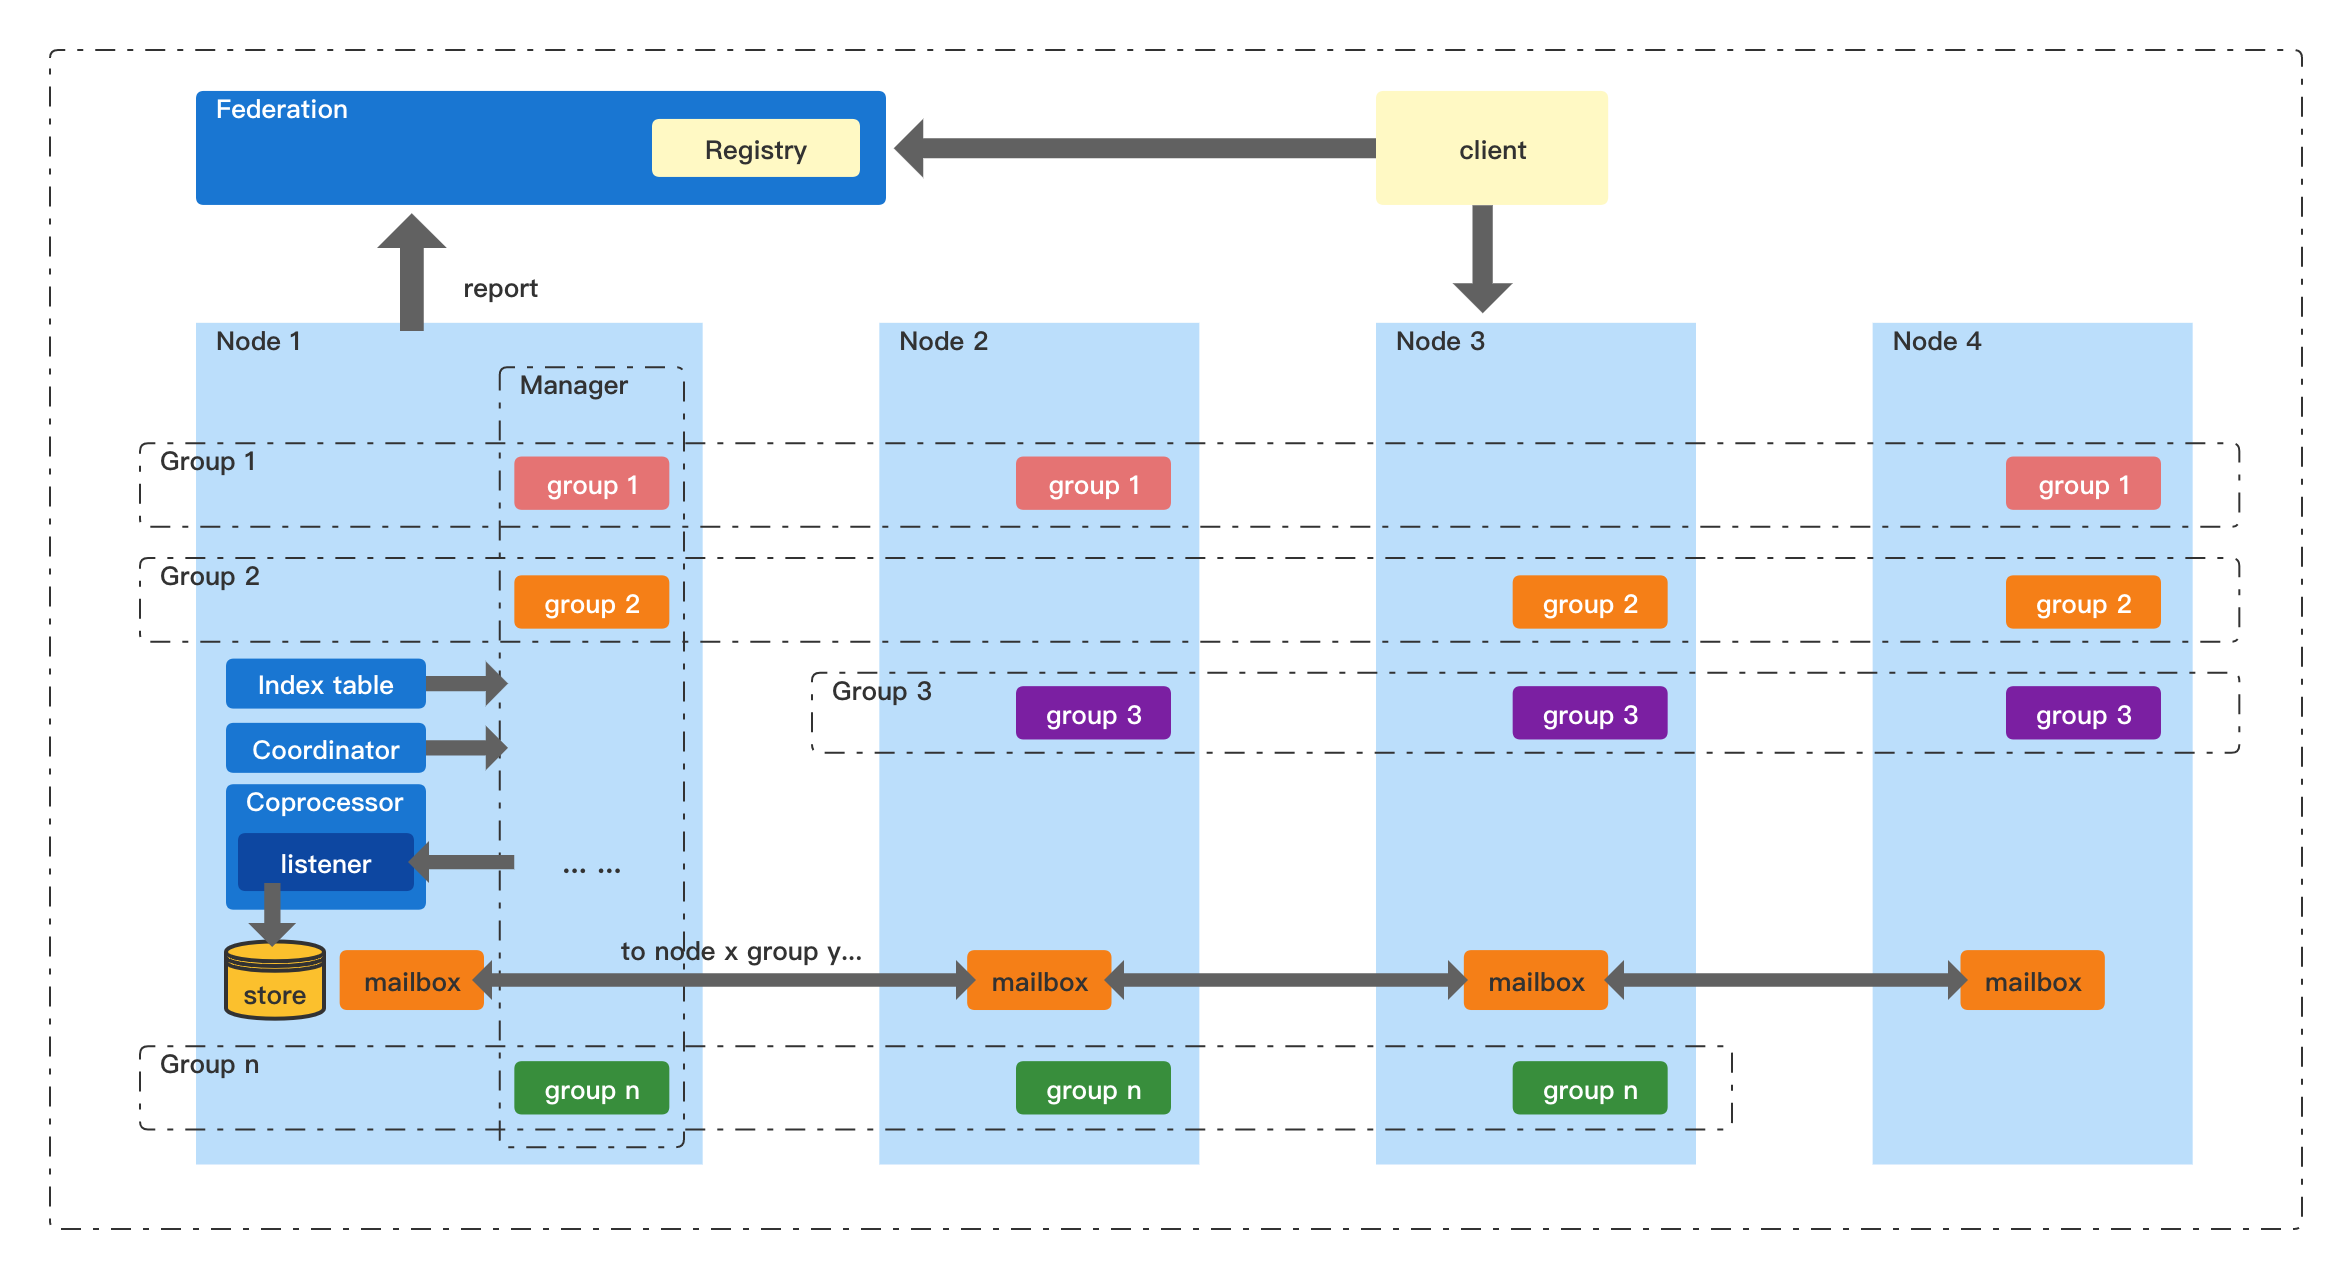 Federation
Registry
client
report
Node 1
Node 2
Node 3
Node 4
Manager
Group 1
group 1
group 1
group 1
Group 2
group 2
group 2
group 2
Index table
Group 3
group 3
group 3
group 3
Coordinator
Coprocessor
listener
... ...
to node x group y...
store
mailbox
mailbox
mailbox
mailbox
Group n
group n
group n
group n